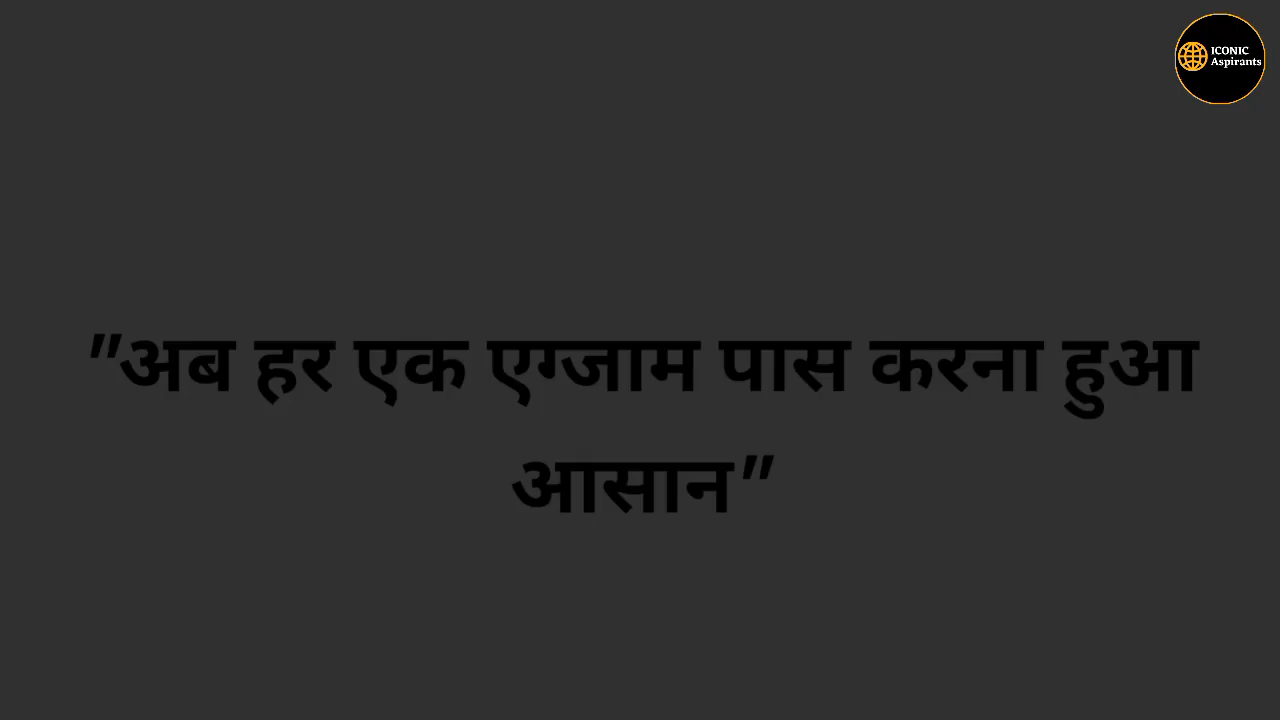 ICONIC
Aspirants
"अब हर एक एग्जाम पास करना हुआ
आसान"